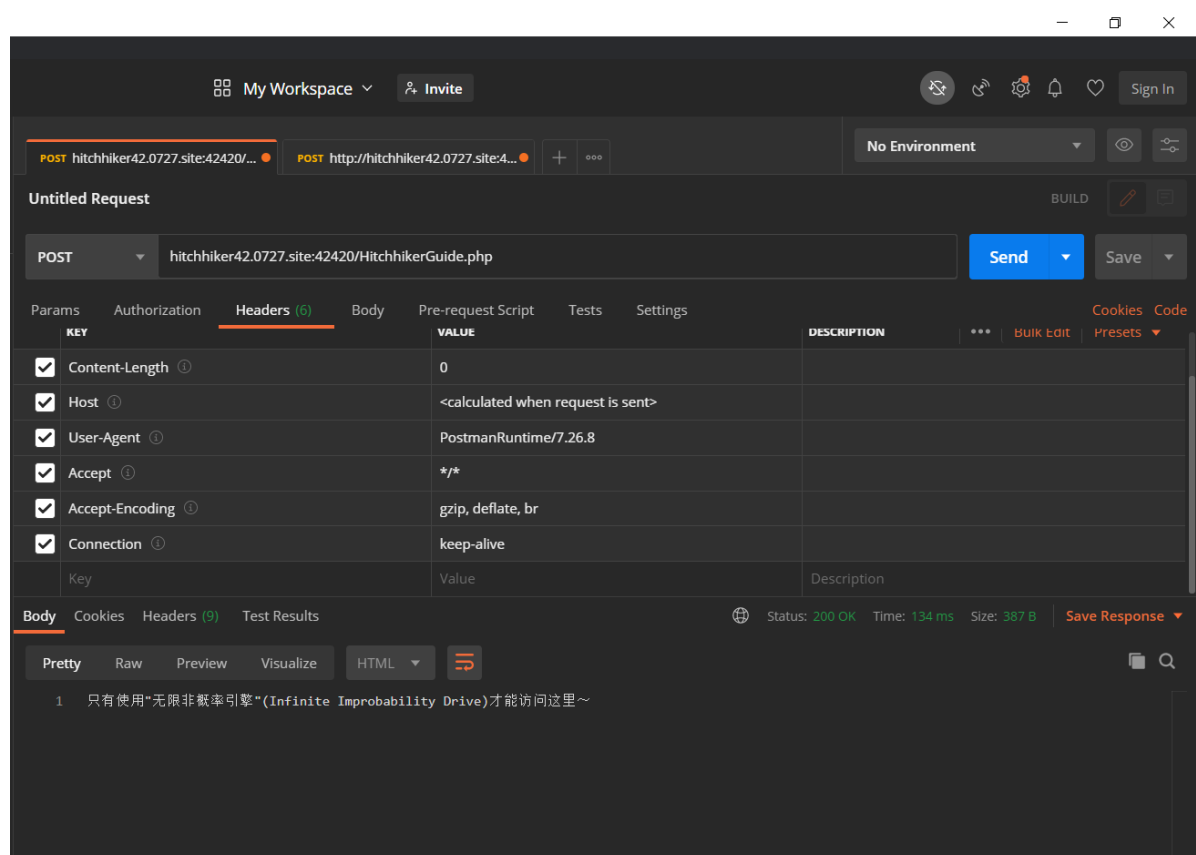 My Workspace Invite Sign In
POST hitchhiker42.0727.site:42420/... POST http://hitchhiker42.0727.site:4... No Environment
Untitled Request BUILD
POST hitchhiker42.0727.site:42420/HitchhikerGuide.php Send Save
Params Authorization Headers (6) Body Pre-request Script Tests Settings Cookies Code
KEY VALUE DESCRIPTION Bulk Edit Presets
Content-Length 0
Host <calculated when request is sent>
User-Agent PostmanRuntime/7.26.8
Accept */*
Accept-Encoding gzip, deflate, br
Connection keep-alive
Key Value Description
Body Cookies Headers (9) Test Results Status: 200 OK Time: 134 ms Size: 387 B Save Response
Pretty Raw Preview Visualize HTML
1 只有使用"无限非概率引擎"(Infinite Improbability Drive)才能访问这里～